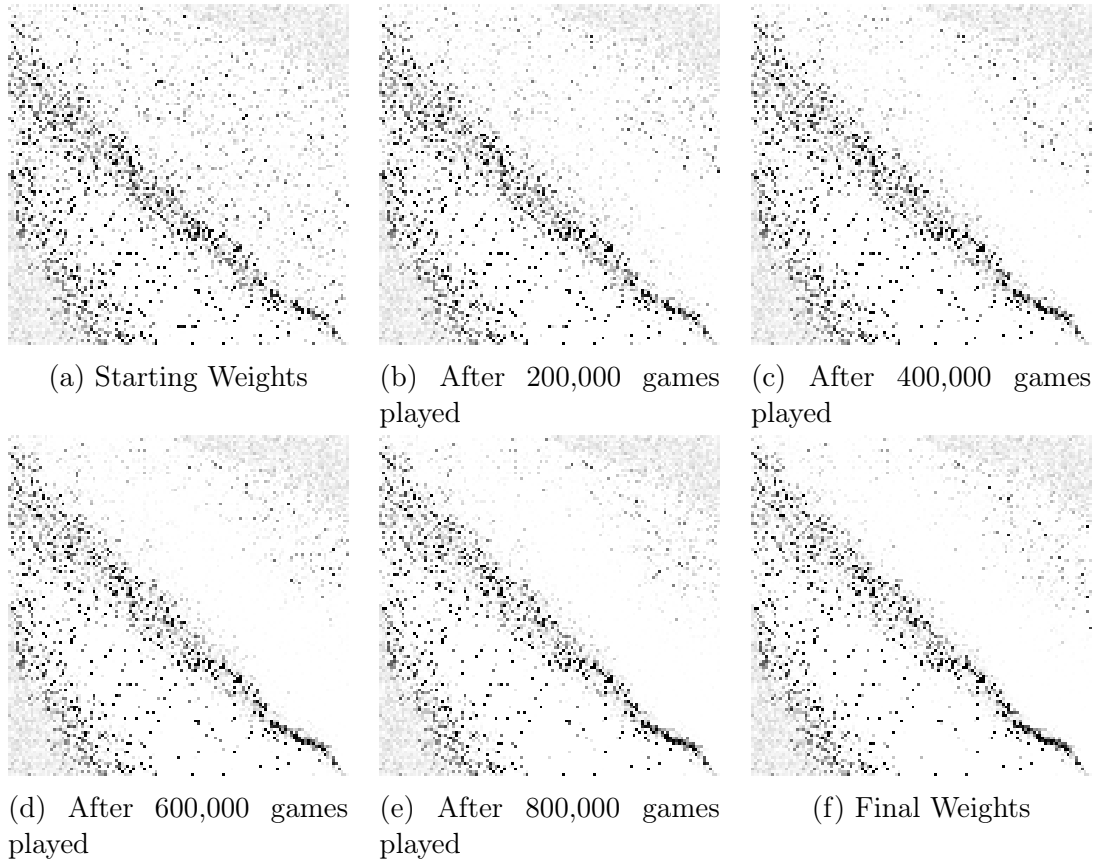 (a) Starting Weights
(b) After 200,000 games
played
(c) After 400,000 games
played
(d) After 600,000 games
played
(e) After 800,000 games
played
(f) Final Weights